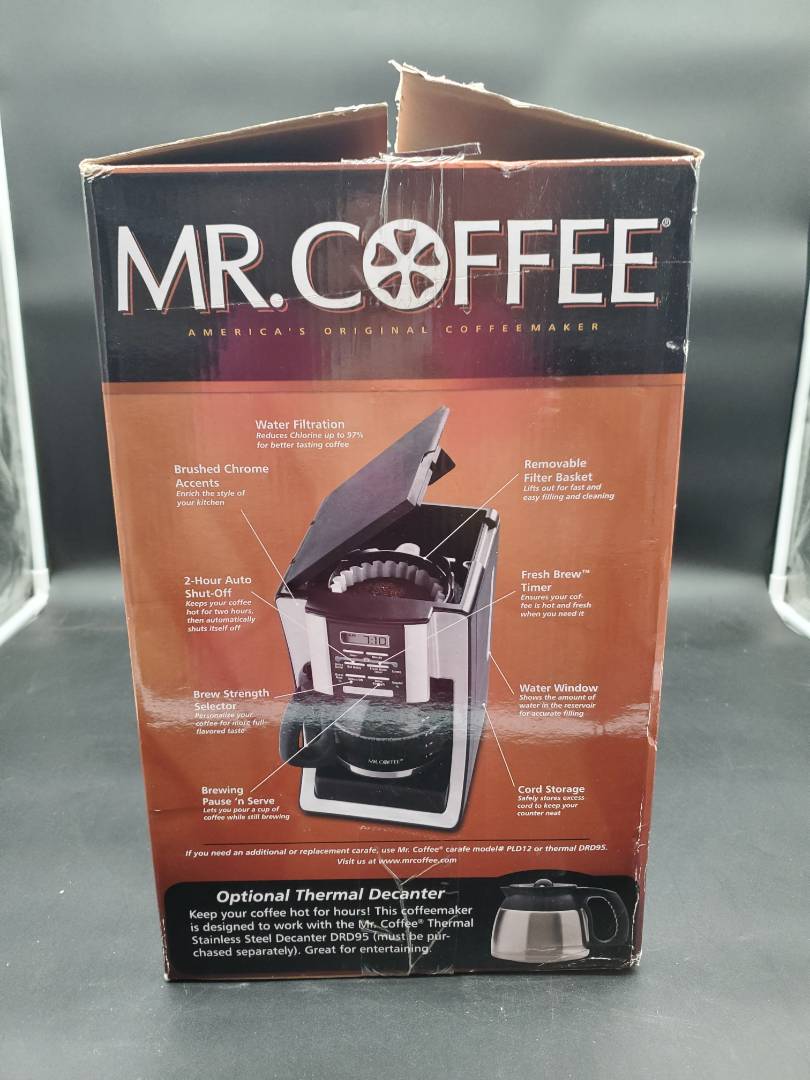 MR. COFFEE®
AMERICA'S ORIGINAL COFFEEMAKER
Water Filtration
Reduces Chlorine up to 97%
for better tasting coffee
Brushed Chrome
Accents
Enrich the style of
your kitchen
Removable
Filter Basket
Lifts out for fast and
easy filling and cleaning
2-Hour Auto
Shut-Off
Keeps your coffee
hot for two hours,
then automatically
shuts itself off
Fresh Brew™
Timer
Ensures your cof-
fee is hot and fresh
when you need it
7:10
Brew Strength
Selector
Personalize your
coffee for more full-
flavored taste
Water Window
Shows the amount of
water in the reservoir
for accurate filling
MR. COFFEE
Brewing
Pause 'n Serve
Lets you pour a cup of
coffee while still brewing
Cord Storage
Safely stores excess
cord to keep your
counter neat
If you need an additional or replacement carafe, use Mr. Coffee® carafe model# PLD12 or thermal DRD95.
Visit us at www.mrcoffee.com
Optional Thermal Decanter
Keep your coffee hot for hours! This coffeemaker
is designed to work with the Mr. Coffee® Thermal
Stainless Steel Decanter DRD95 (must be pur-
chased separately). Great for entertaining.